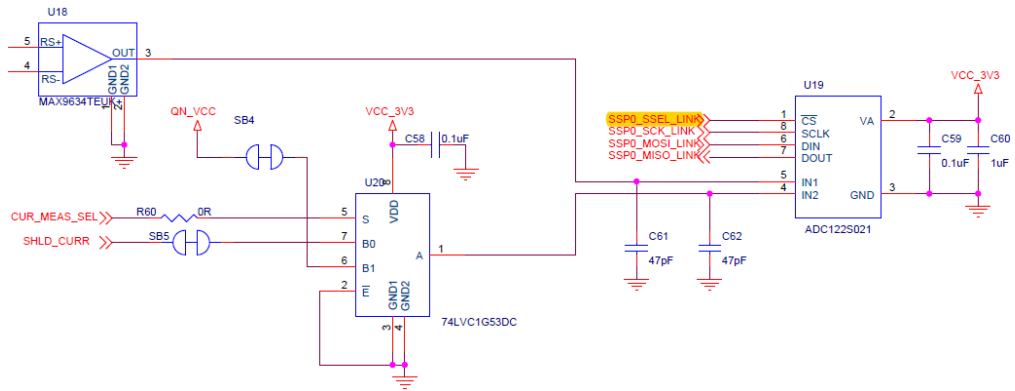 U18
5 RS+
OUT 3
4 RS-
GND1
GND2
1
2+
MAX9634TEUK
QN_VCC
SB4
VCC_3V3
C58 0.1uF
U20
8
VDD
CUR_MEAS_SEL R60 0R 5 S
SHLD_CURR SB5 7 B0
6 B1
A 1
2 E
GND1
GND2
3
4
74LVC1G53DC
U19
VCC_3V3
SSP0_SSEL_LINK 1 CS VA 2
SSP0_SCK_LINK 8 SCLK
SSP0_MOSI_LINK 6 DIN
SSP0_MISO_LINK 7 DOUT
C59
0.1uF
C60
1uF
5 IN1
4 IN2
GND 3
ADC122S021
C61
47pF
C62
47pF